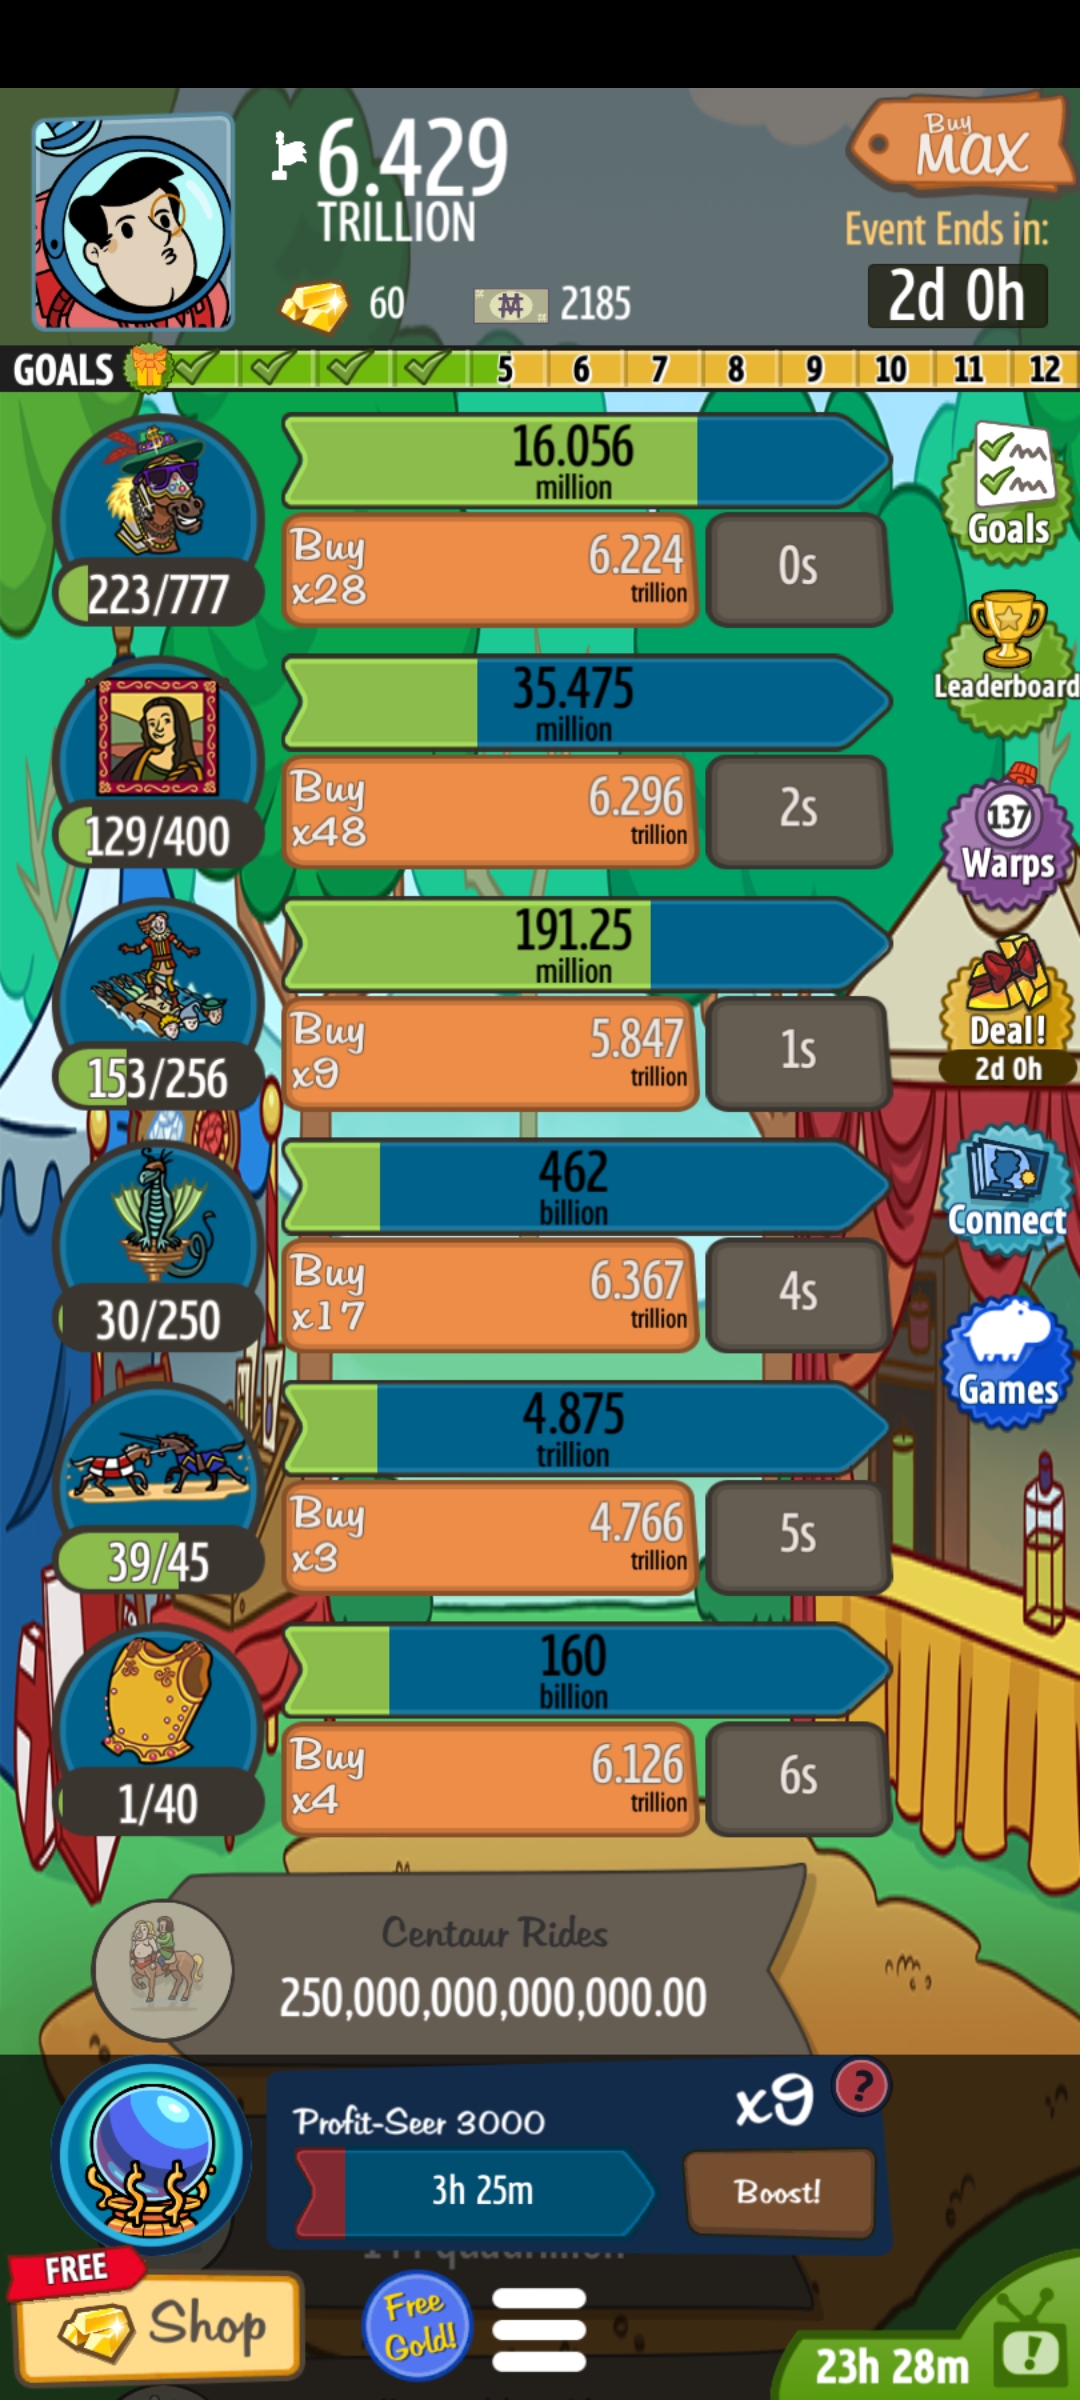 6.429
TRILLION
Buy
MAX
Event Ends in:
2d 0h
60
2185
GOALS 5 6 7 8 9 10 11 12
16.056
million
Buy
x28
6.224
trillion
0s
223/777
Goals
Leaderboard
35.475
million
Buy
x48
6.296
trillion
2s
129/400
137
Warps
191.25
million
Buy
x9
5.847
trillion
1s
153/256
Deal!
2d 0h
462
billion
Buy
x17
6.367
trillion
4s
30/250
Connect
Games
4.875
trillion
Buy
x3
4.766
trillion
5s
39/45
160
billion
Buy
x4
6.126
trillion
6s
1/40
Centaur Rides
250,000,000,000,000.00
Profit-Seer 3000
x9
?
3h 25m
Boost!
FREE
Shop
Free
Gold!
23h 28m
!